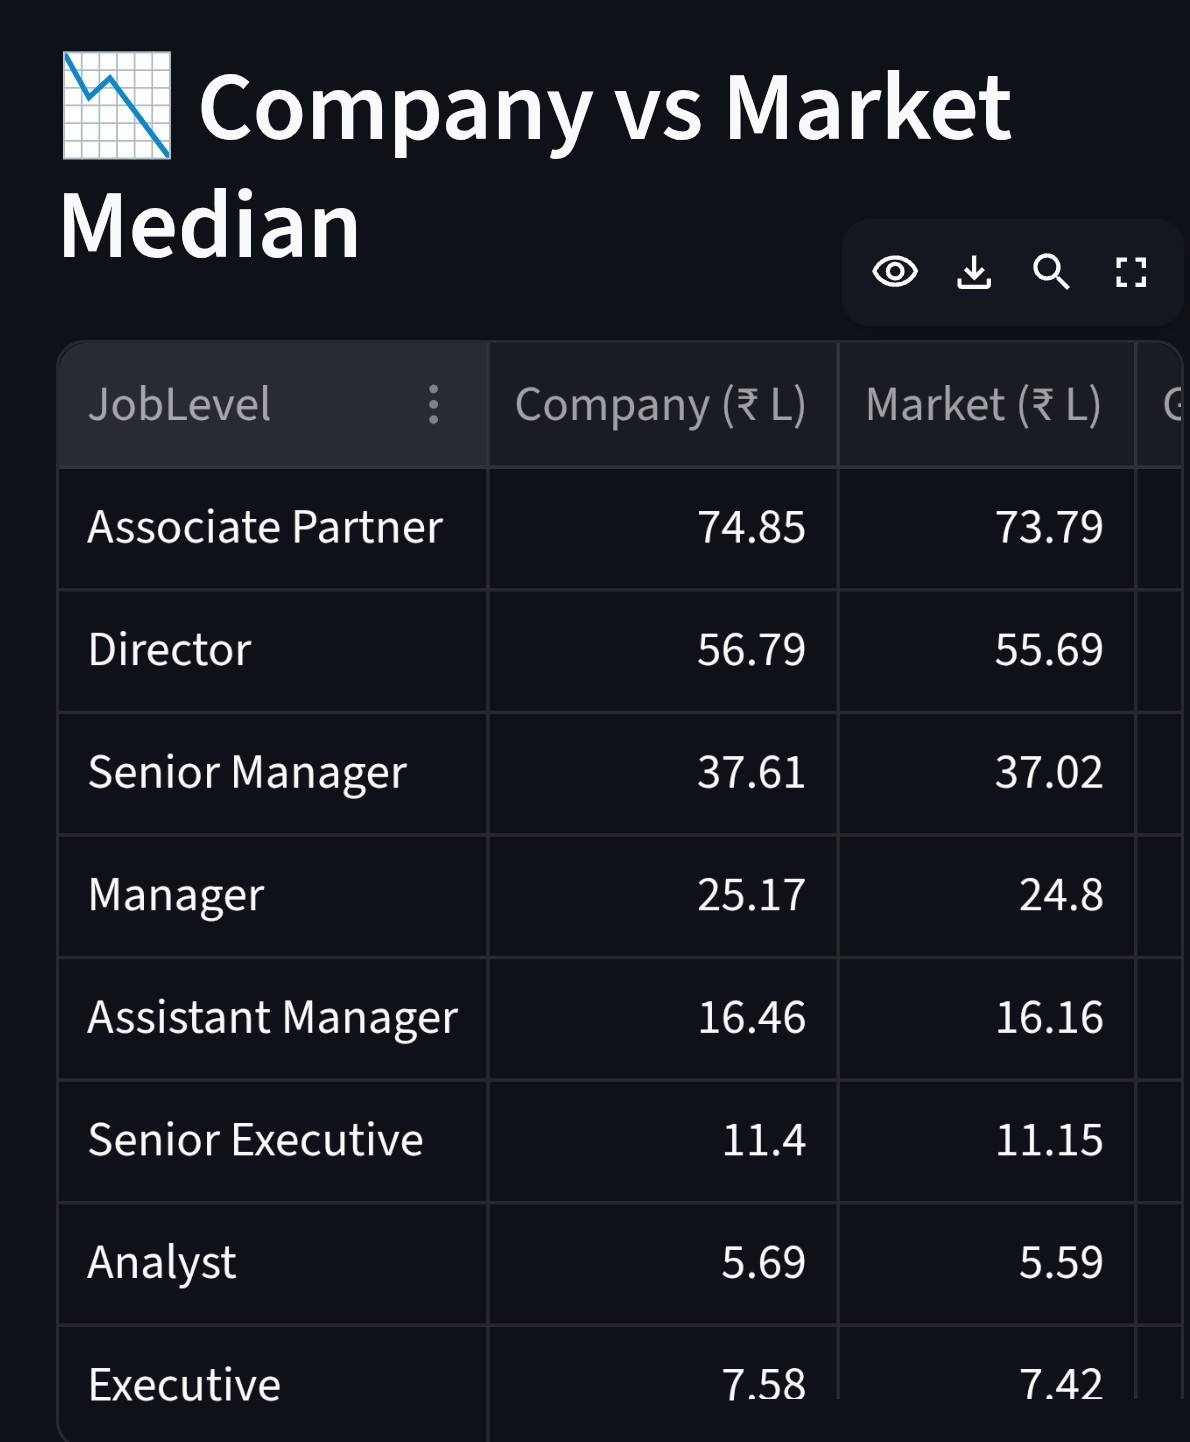 Company vs Market
Median
JobLevel Company (₹ L) Market (₹ L)
Associate Partner 74.85 73.79
Director 56.79 55.69
Senior Manager 37.61 37.02
Manager 25.17 24.8
Assistant Manager 16.46 16.16
Senior Executive 11.4 11.15
Analyst 5.69 5.59
Executive 7.58 7.42